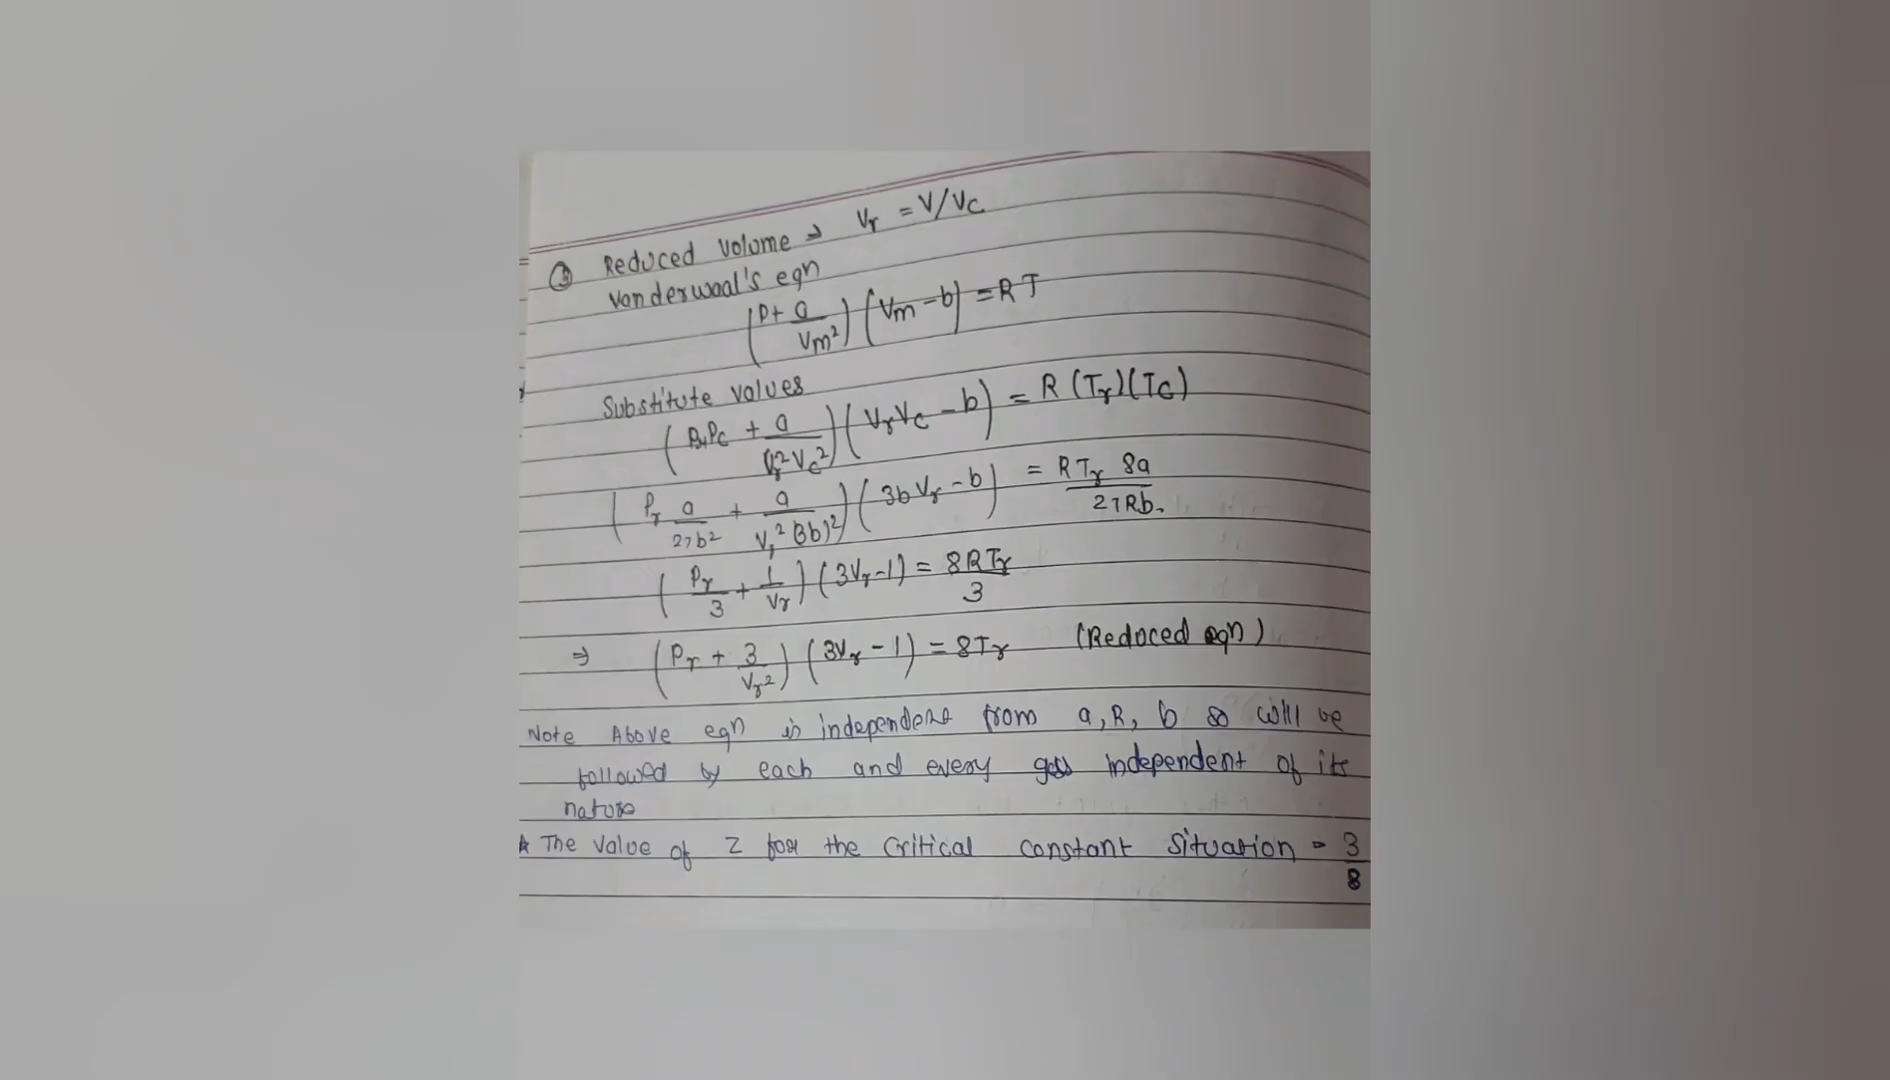 ③ Reduced Volume → Vr = V/Vc
Vanderwaal's eqn
(P + a/Vm²) (Vm - b) = RT
Substitute values
(PrPc + a/Vr²Vc²) (VrVc - b) = R (Tr)(Tc)
(Pr a/27b² + a/Vr²(3b)²) (3bVr - b) = RTr 8a/27Rb.
(Pr/3 + 1/Vr) (3Vr - 1) = 8RTr/3
⇒ (Pr + 3/Vr²) (3Vr - 1) = 8Tr (Reduced eqn)
Note Above eqn is independent from a, R, b so will be
followed by each and every gas independent of its
nature
* The value of Z for the critical constant situation = 3/8